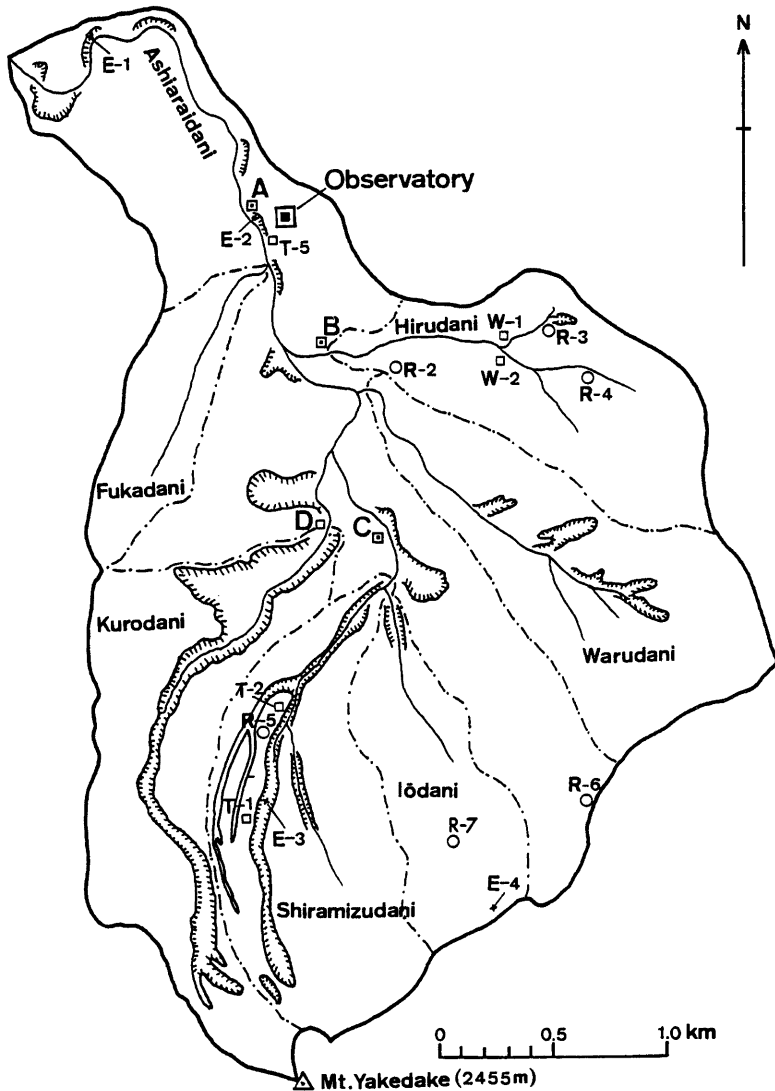 N
E-1
Ashiaraidani
A
Observatory
E-2
T-5
B
Hirudani
W-1
R-3
R-2
W-2
R-4
Fukadani
D
C
Kurodani
Warudani
T-2
R-5
Iōdani
R-6
T-1
E-3
R-7
E-4
Shiramizudani
0 0.5 1.0 km
Mt. Yakedake (2455m)